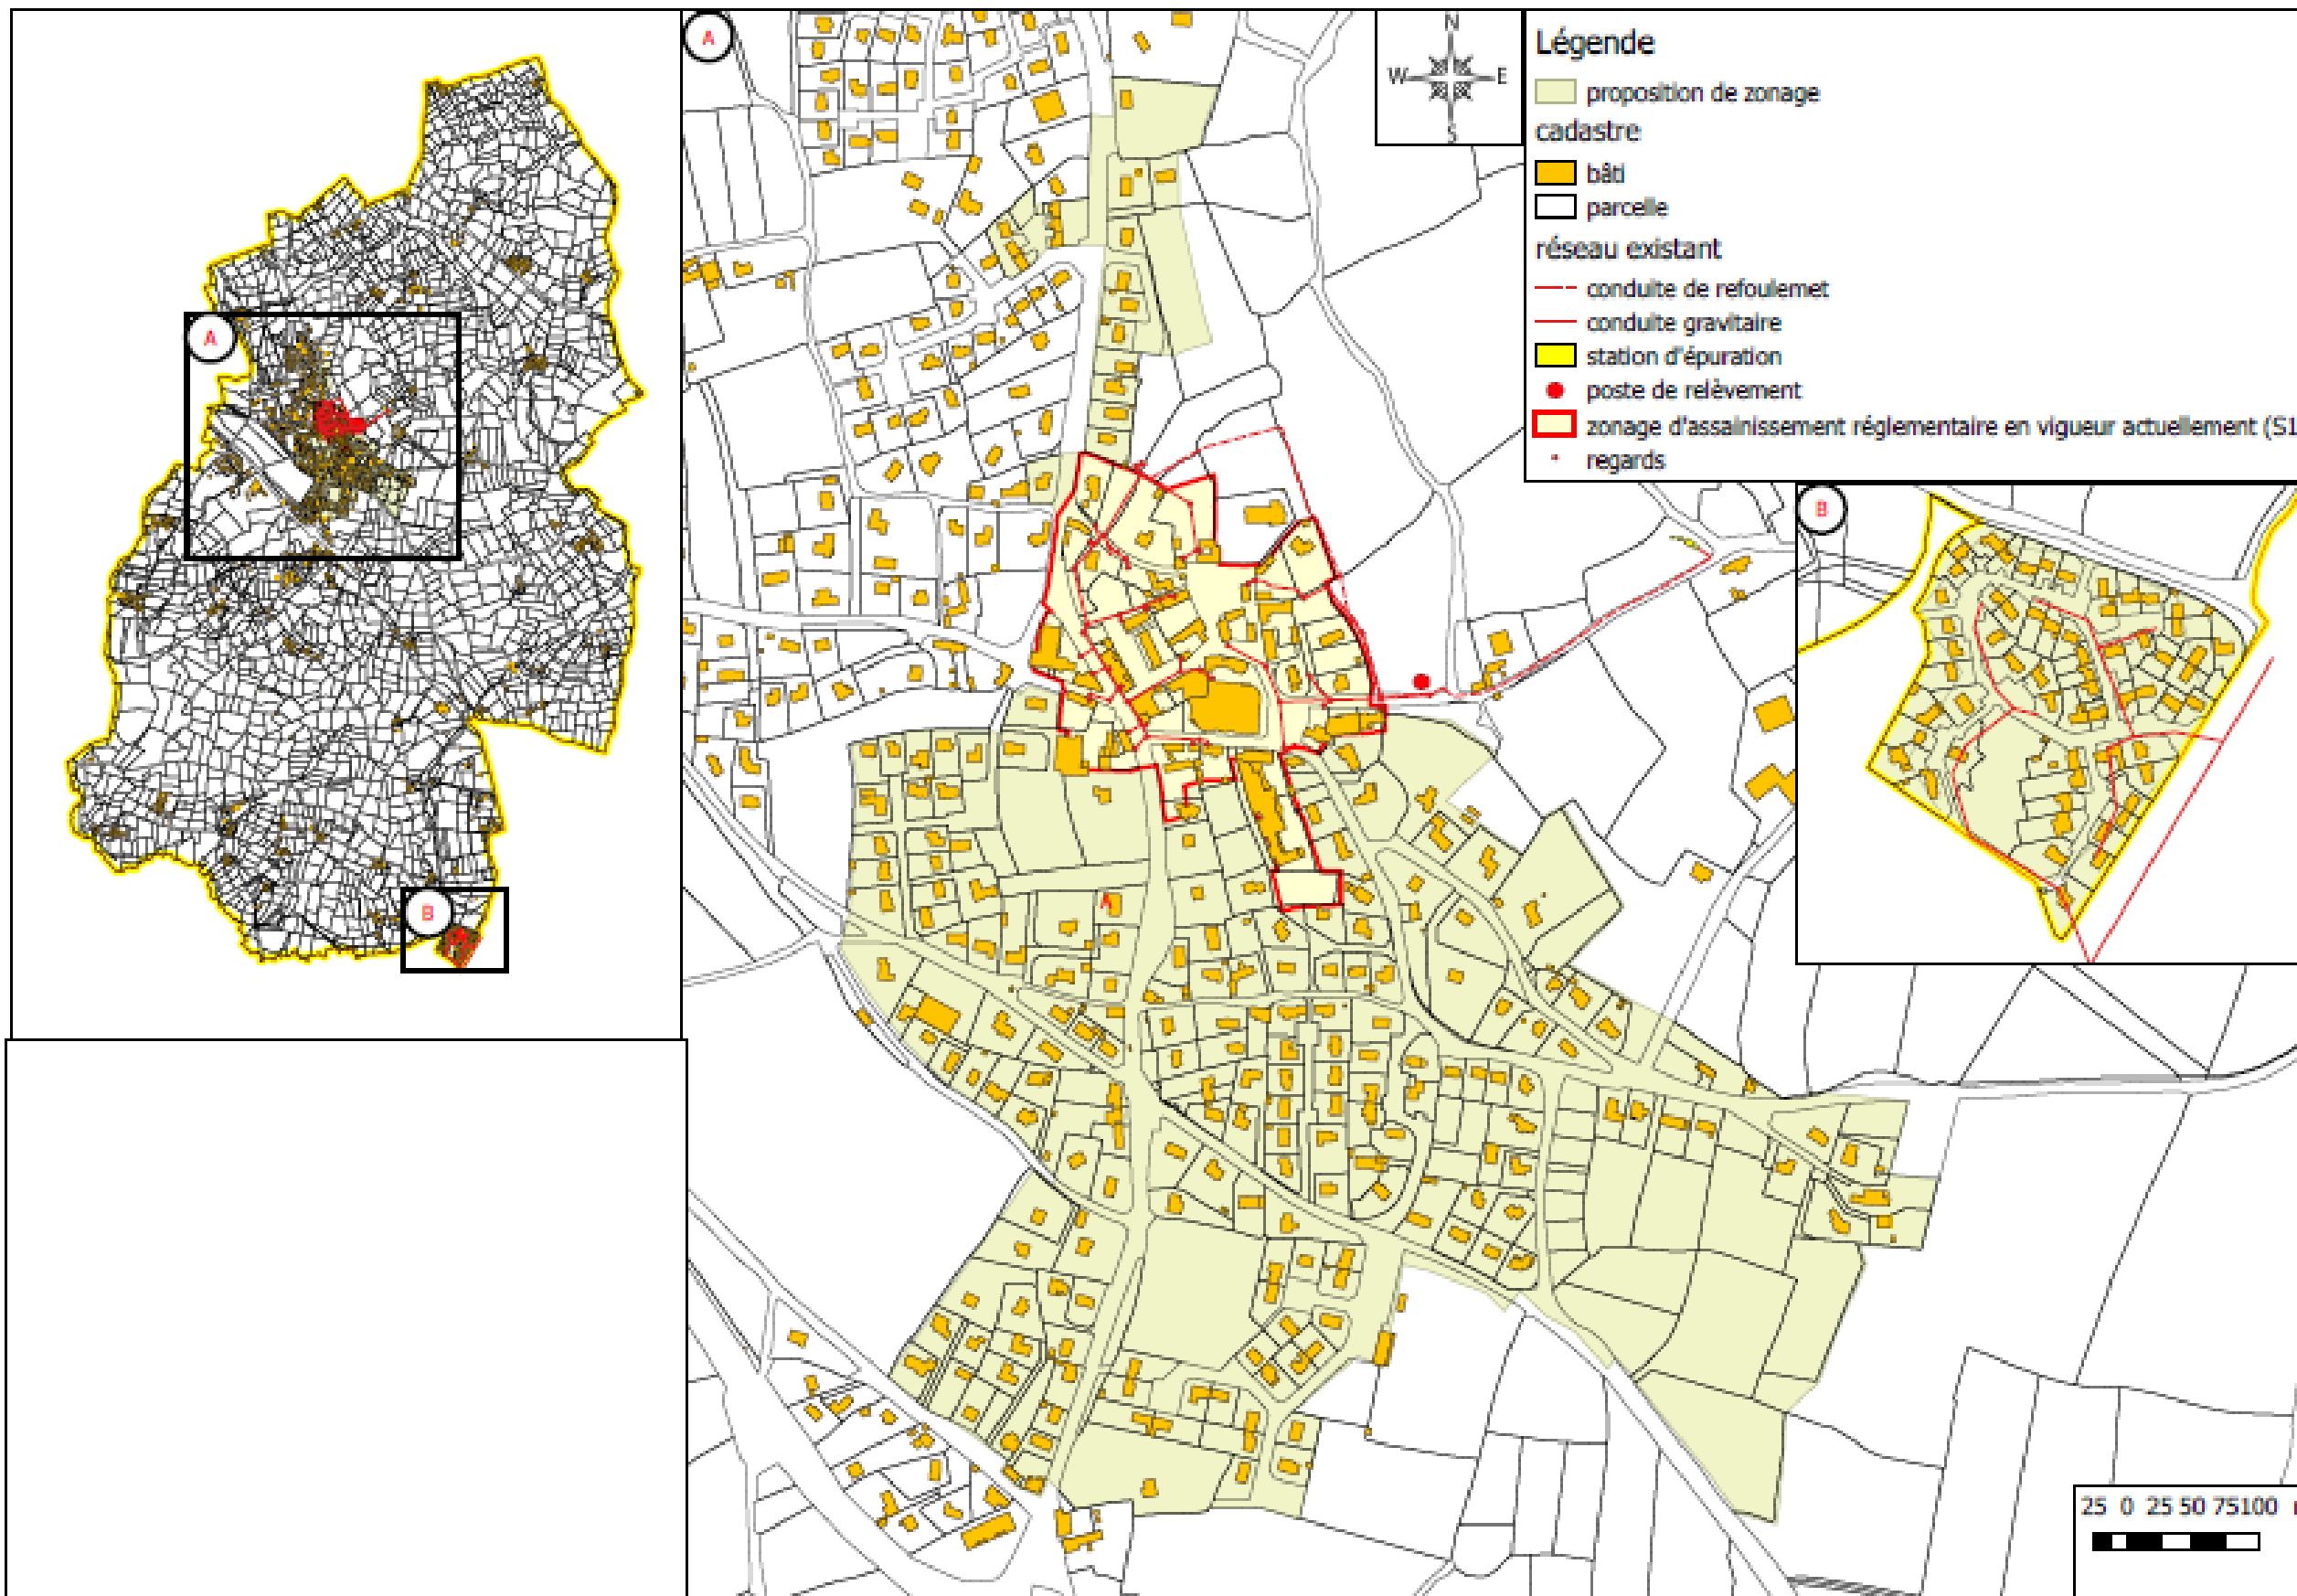 A
B
A
A
N
W E
S
Légende
proposition de zonage
cadastre
bâti
parcelle
réseau existant
conduite de refoulemet
conduite gravitaire
station d'épuration
poste de relèvement
zonage d'assainissement réglementaire en vigueur actuellement (S1
regards
B
25 0 25 50 75100